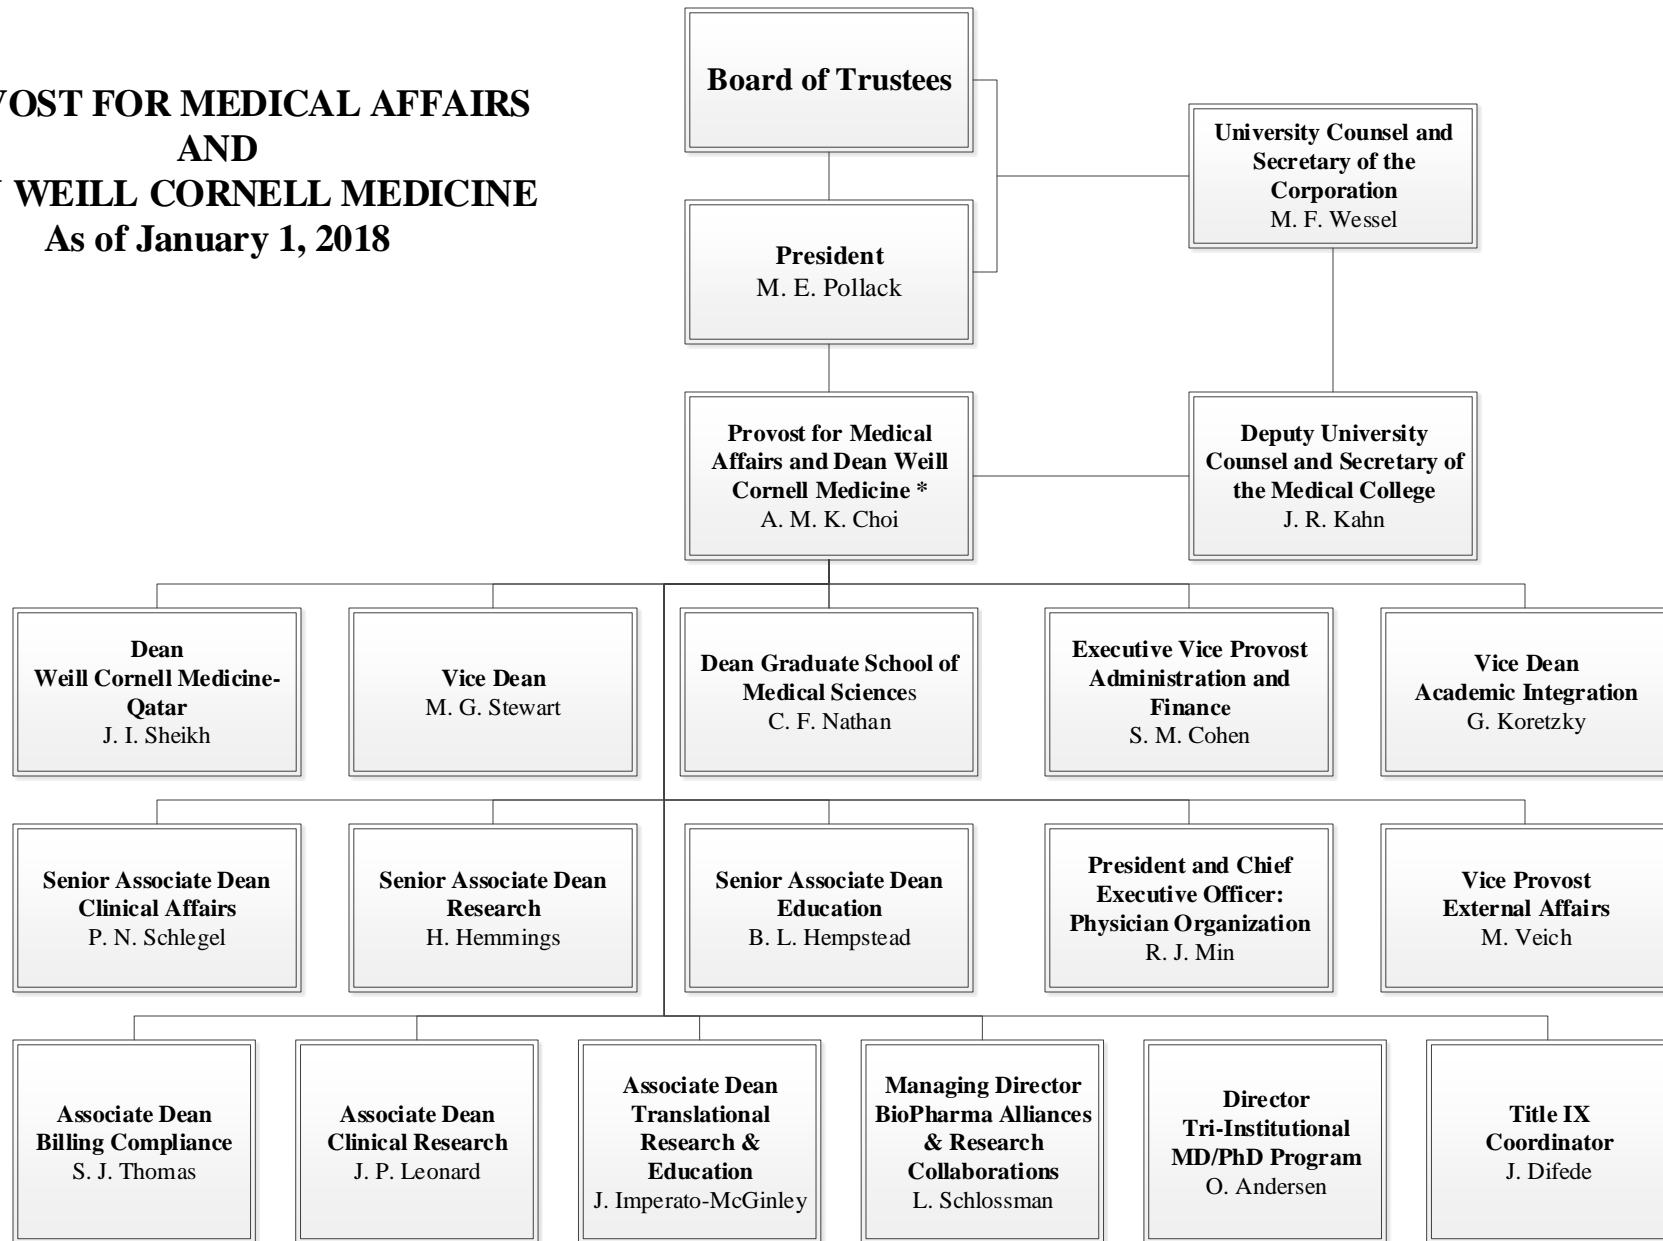 VOST FOR MEDICAL AFFAIRS
AND
WEILL CORNELL MEDICINE
As of January 1, 2018
Board of Trustees
University Counsel and
Secretary of the
Corporation
M. F. Wessel
President
M. E. Pollack
Provost for Medical
Affairs and Dean Weill
Cornell Medicine *
A. M. K. Choi
Deputy University
Counsel and Secretary of
the Medical College
J. R. Kahn
Dean
Weill Cornell Medicine-
Qatar
J. I. Sheikh
Vice Dean
M. G. Stewart
Dean Graduate School of
Medical Sciences
C. F. Nathan
Executive Vice Provost
Administration and
Finance
S. M. Cohen
Vice Dean
Academic Integration
G. Koretzky
Senior Associate Dean
Clinical Affairs
P. N. Schlegel
Senior Associate Dean
Research
H. Hemmings
Senior Associate Dean
Education
B. L. Hempstead
President and Chief
Executive Officer:
Physician Organization
R. J. Min
Vice Provost
External Affairs
M. Veich
Associate Dean
Billing Compliance
S. J. Thomas
Associate Dean
Clinical Research
J. P. Leonard
Associate Dean
Translational
Research &
Education
J. Imperato-McGinley
Managing Director
BioPharma Alliances
& Research
Collaborations
L. Schlossman
Director
Tri-Institutional
MD/PhD Program
O. Andersen
Title IX
Coordinator
J. Difede